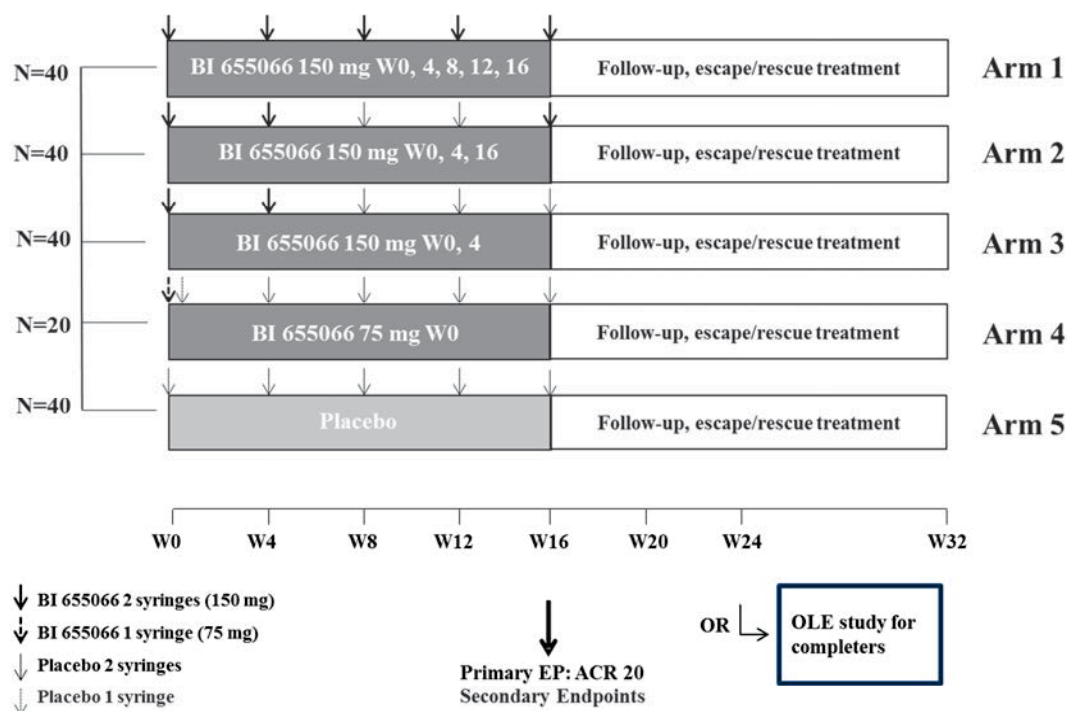 N=40
BI 655066 150 mg W0, 4, 8, 12, 16
Follow-up, escape/rescue treatment
Arm 1
N=40
BI 655066 150 mg W0, 4, 16
Follow-up, escape/rescue treatment
Arm 2
N=40
BI 655066 150 mg W0, 4
Follow-up, escape/rescue treatment
Arm 3
N=20
BI 655066 75 mg W0
Follow-up, escape/rescue treatment
Arm 4
N=40
Placebo
Follow-up, escape/rescue treatment
Arm 5
W0 W4 W8 W12 W16 W20 W24 W32
BI 655066 2 syringes (150 mg)
BI 655066 1 syringe (75 mg)
Placebo 2 syringes
Placebo 1 syringe
Primary EP: ACR 20
Secondary Endpoints
OR
OLE study for
completers